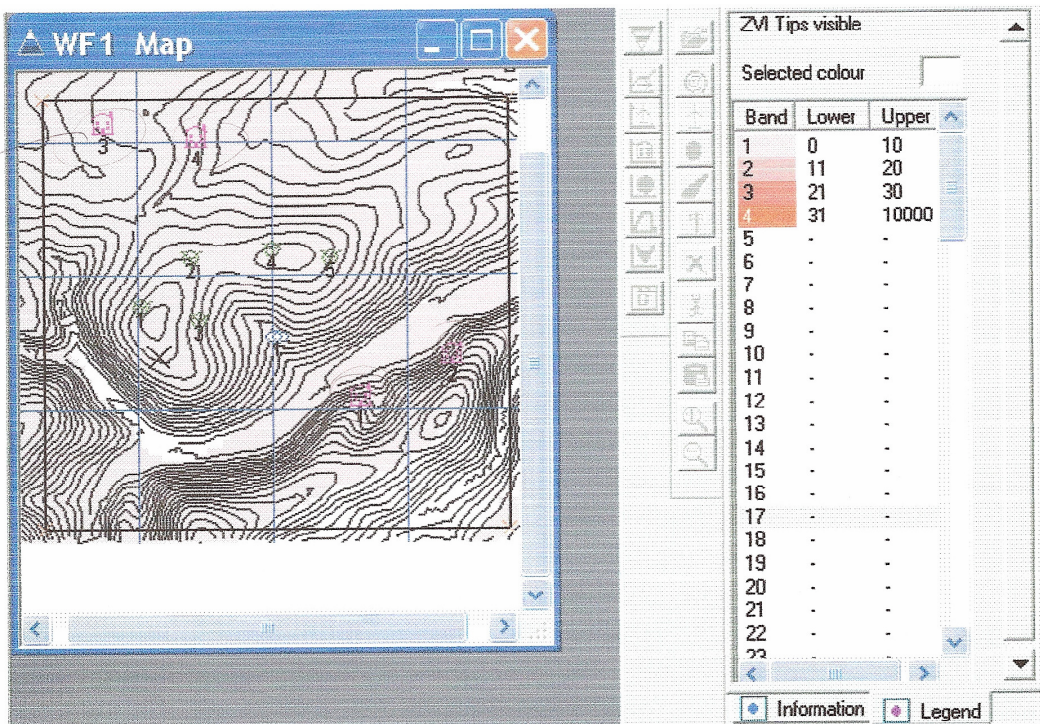 WF1 Map
3
4
2
4
5
3
2
ZVI Tips visible
Selected colour
Band Lower Upper
1 0 10
2 11 20
3 21 30
4 31 10000
5 - -
6 - -
7 - -
8 - -
9 - -
10 - -
11 - -
12 - -
13 - -
14 - -
15 - -
16 - -
17 - -
18 - -
19 - -
20 - -
21 - -
22 - -
23 - -
Information Legend